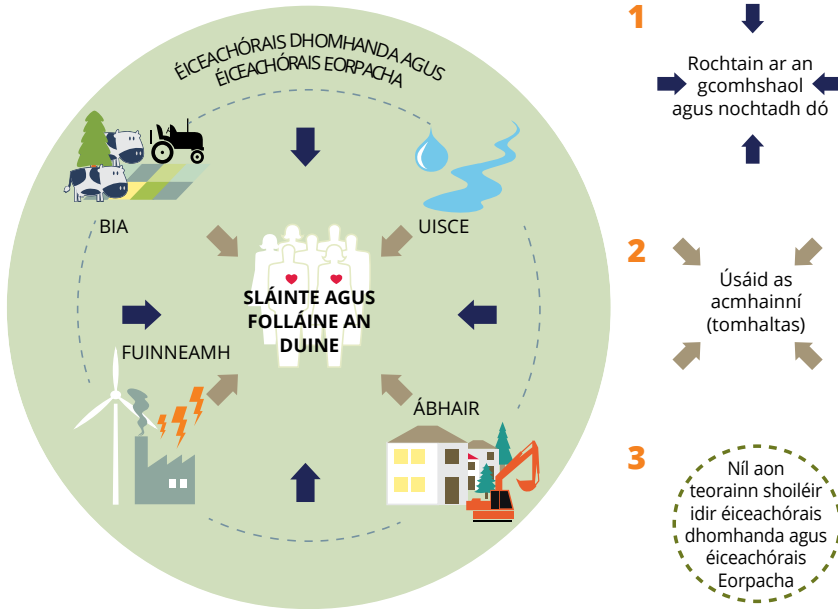 ÉICEACHÓRAIS DHOMHANDA AGUS
ÉICEACHÓRAIS EORPACHA
BIA
UISCE
SLÁINTE AGUS
FOLLÁINE AN
DUINE
FUINNEAMH
ÁBHAIR
1
Rochtain ar an
gcomhshaol
agus nochtadh dó
2
Úsáid as
acmhainní
(tomhaltas)
3
Níl aon
teorainn shoiléir
idir éiceachórais
dhomhanda agus
éiceachórais
Eorpacha